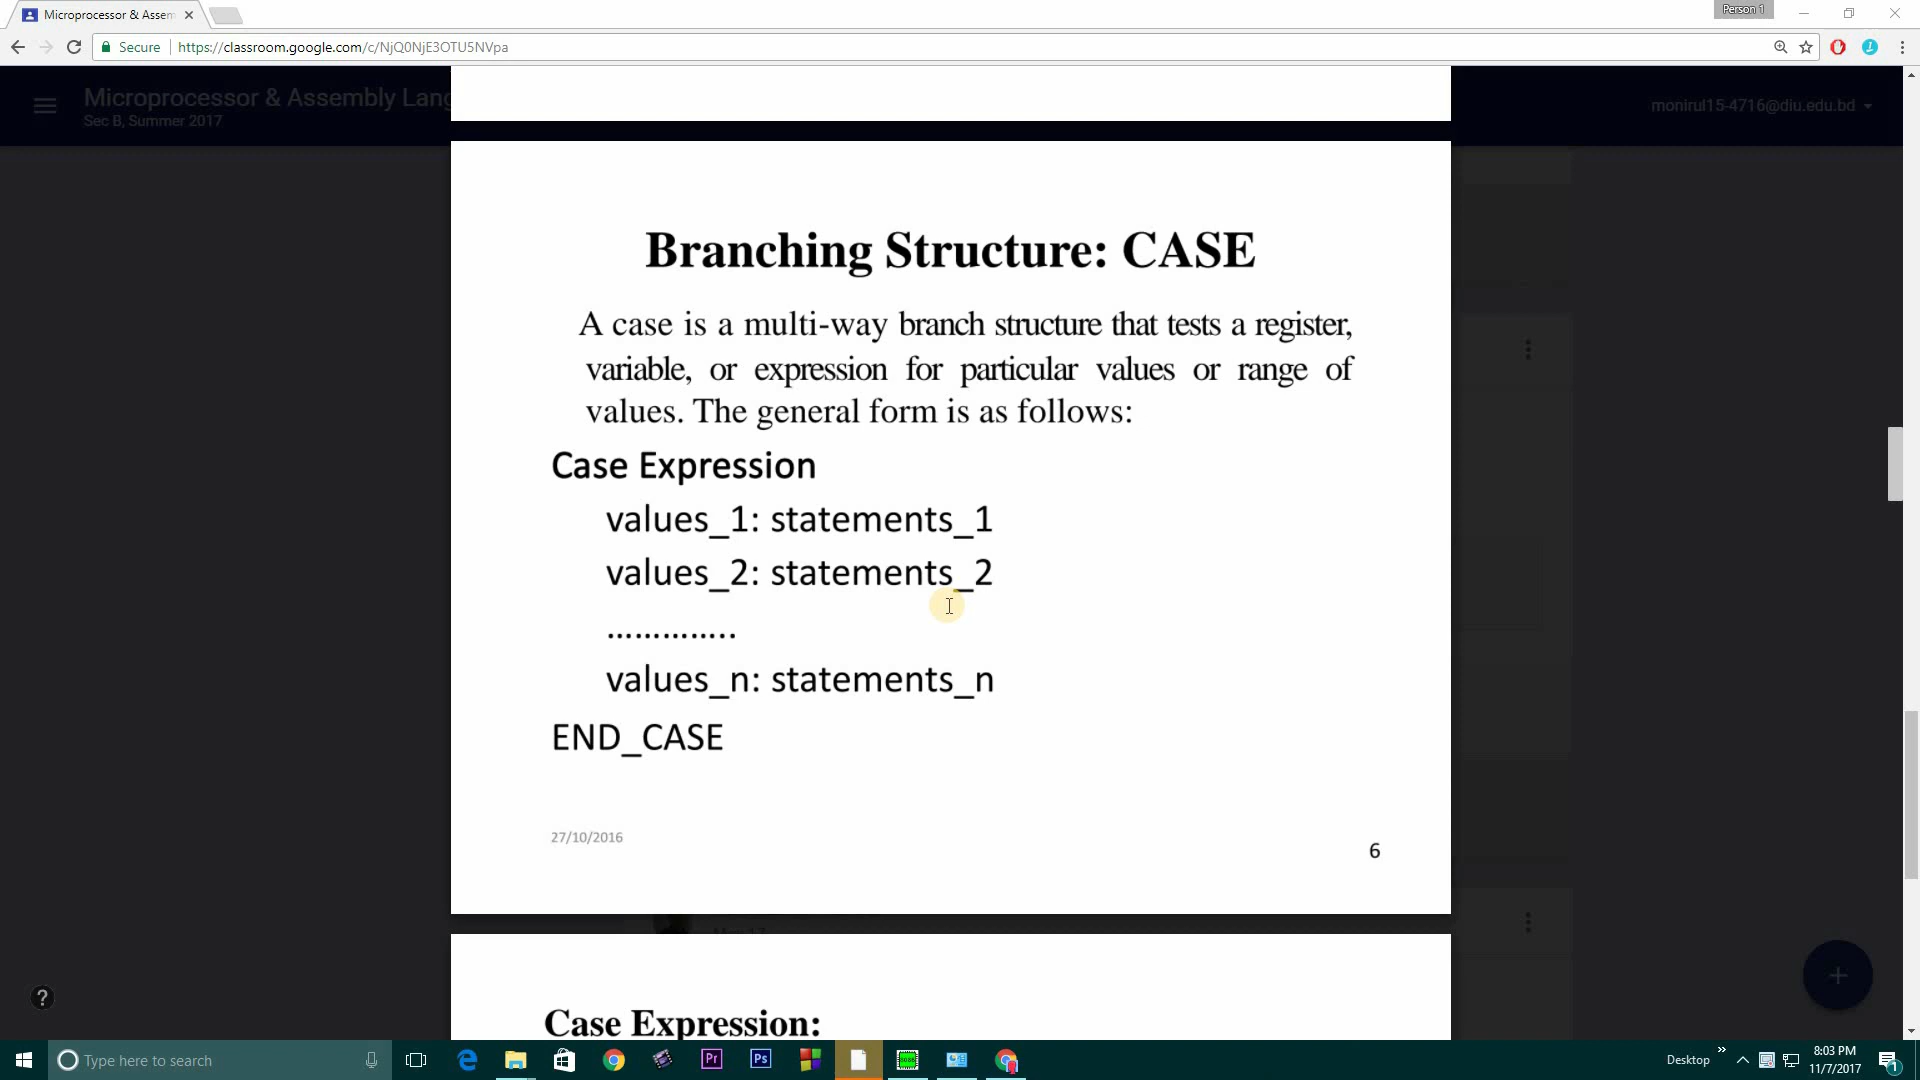 Microprocessor & Assem
Person 1
Secure
https://classroom.google.com/c/NjQ0NjE3OTU5NVpa
Microprocessor & Assembly Lang
Sec B, Summer 2017
monirul15-4716@diu.edu.bd
Branching Structure: CASE
A case is a multi-way branch structure that tests a register,
variable, or expression for particular values or range of
values. The general form is as follows:
Case Expression
values_1: statements_1
values_2: statements_2
…………..
values_n: statements_n
END_CASE
27/10/2016
6
Case Expression:
?
Type here to search
Pr
Ps
Desktop
8:03 PM
11/7/2017
1